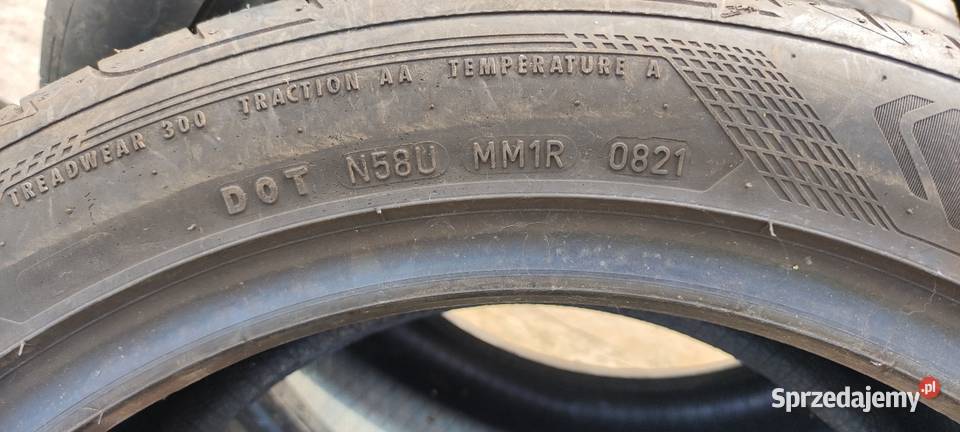 TREADWEAR 300 TRACTION AA TEMPERATURE A
DOT N58U MM1R 0821
Sprzedajemy.pl